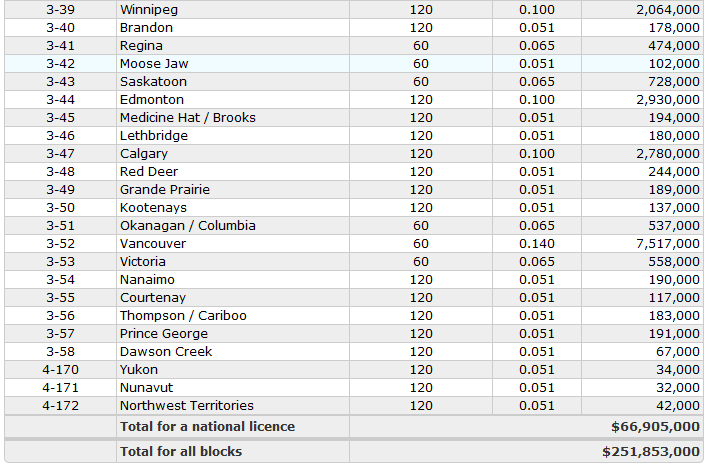 3-39 Winnipeg 120 0.100 2,064,000
3-40 Brandon 120 0.051 178,000
3-41 Regina 60 0.065 474,000
3-42 Moose Jaw 60 0.051 102,000
3-43 Saskatoon 60 0.065 728,000
3-44 Edmonton 120 0.100 2,930,000
3-45 Medicine Hat / Brooks 120 0.051 194,000
3-46 Lethbridge 120 0.051 180,000
3-47 Calgary 120 0.100 2,780,000
3-48 Red Deer 120 0.051 244,000
3-49 Grande Prairie 120 0.051 189,000
3-50 Kootenays 120 0.051 137,000
3-51 Okanagan / Columbia 60 0.065 537,000
3-52 Vancouver 60 0.140 7,517,000
3-53 Victoria 60 0.065 558,000
3-54 Nanaimo 120 0.051 190,000
3-55 Courtenay 120 0.051 117,000
3-56 Thompson / Cariboo 120 0.051 183,000
3-57 Prince George 120 0.051 191,000
3-58 Dawson Creek 120 0.051 67,000
4-170 Yukon 120 0.051 34,000
4-171 Nunavut 120 0.051 32,000
4-172 Northwest Territories 120 0.051 42,000
Total for a national licence $66,905,000
Total for all blocks $251,853,000